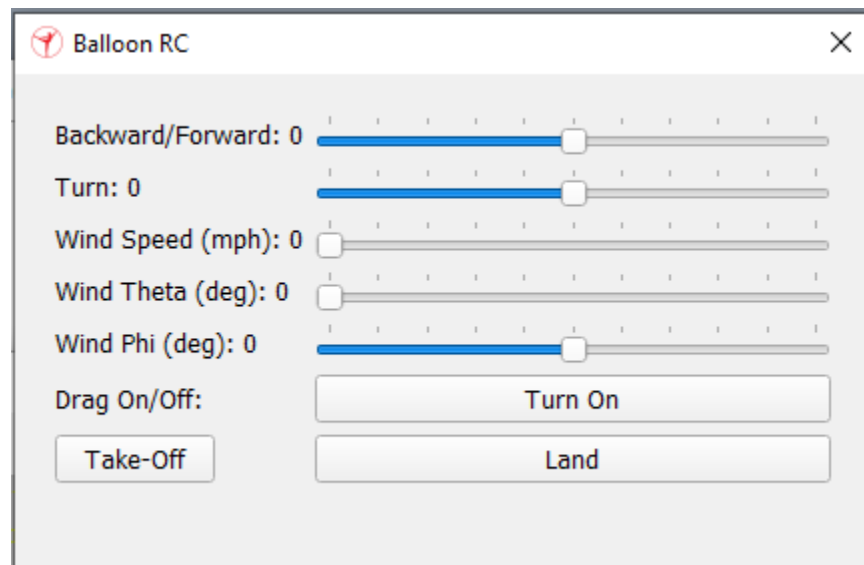 Balloon RC
Backward/Forward: 0
Turn: 0
Wind Speed (mph): 0
Wind Theta (deg): 0
Wind Phi (deg): 0
Drag On/Off: Turn On
Take-Off Land